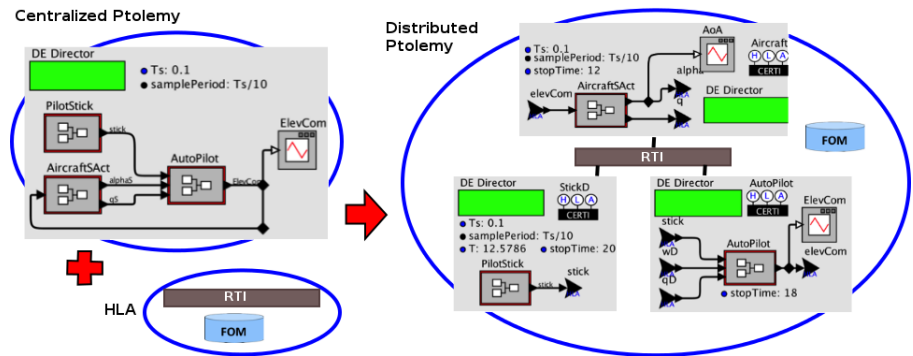 Centralized Ptolemy
DE Director
Ts: 0.1
samplePeriod: Ts/10
PilotStick
stick
AircraftSAct
alphaS
qS
AutoPilot
ElevCom
ElevCom
HLA
RTI
FOM
Distributed
Ptolemy
Ts: 0.1
samplePeriod: Ts/10
stopTime: 12
AoA
Aircraft
H L A
CERTI
elevCom
AircraftSAct
alpha
q
DE Director
FOM
RTI
DE Director
StickD
H L A
CERTI
Ts: 0.1
samplePeriod: Ts/10
T: 12.5786
stopTime: 20
PilotStick
stick
stick
DE Director
AutoPilot
H L A
CERTI
ElevCom
stick
wD
qD
AutoPilot
elevCom
stopTime: 18